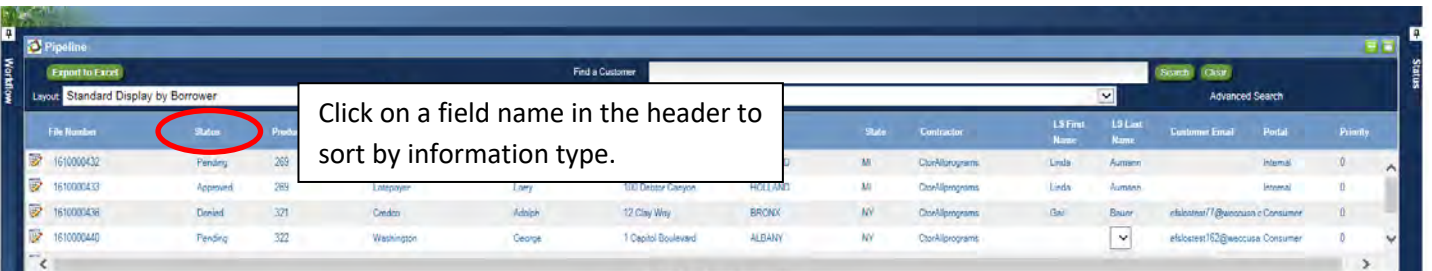 Pipeline
Export to Excel Find a Customer Search Clear
Layout: Standard Display by Borrower Advanced Search
Click on a field name in the header to
sort by information type.
File Number Status State Contractor LS First Name LS Last Name Customer Email Portal Priority
1610000432 Pending 269 MI CtorAllprograms Linda Aumann Internal 0
1610000433 Approved 269 Latepayer Larry 100 Debtor Canyon HOLLAND MI CtorAllprograms Linda Aumann Internal 0
1610000436 Denied 321 Adolph 12 Clay Way BRONX NY CtorAllprograms Bauer Consumer 0
1610000440 Pending 322 Washington George 1 Capitol Boulevard ALBANY NY CtorAllprograms Consumer 0
Workflow
Status